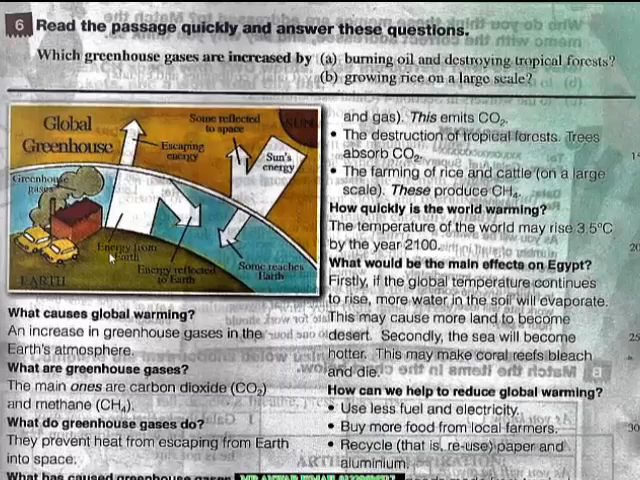 6 Read the passage quickly and answer these questions.
Which greenhouse gases are increased by (a) burning oil and destroying tropical forests?
(b) growing rice on a large scale?
Global
Greenhouse
Some reflected
to space
SUN
Escaping
energy
Sun's
energy
Greenhouse
gases
Energy from
Earth
Energy reflected
to Earth
Some reaches
Earth
EARTH
What causes global warming?
An increase in greenhouse gases in the
Earth's atmosphere.
What are greenhouse gases?
The main ones are carbon dioxide (CO₂)
and methane (CH₄).
What do greenhouse gases do?
They prevent heat from escaping from Earth
into space.
What has caused greenhouse gases
and gas). This emits CO₂.
• The destruction of tropical forests. Trees
absorb CO₂.
• The farming of rice and cattle (on a large
scale). These produce CH₄.
How quickly is the world warming?
The temperature of the world may rise 3.5°C
by the year 2100.
20
What would be the main effects on Egypt?
Firstly, if the global temperature continues
to rise, more water in the soil will evaporate.
This may cause more land to become
desert. Secondly, the sea will become
25
hotter. This may make coral reefs bleach
and die.
How can we help to reduce global warming?
• Use less fuel and electricity.
• Buy more food from local farmers.
30
• Recycle (that is, re-use) paper and
aluminium.